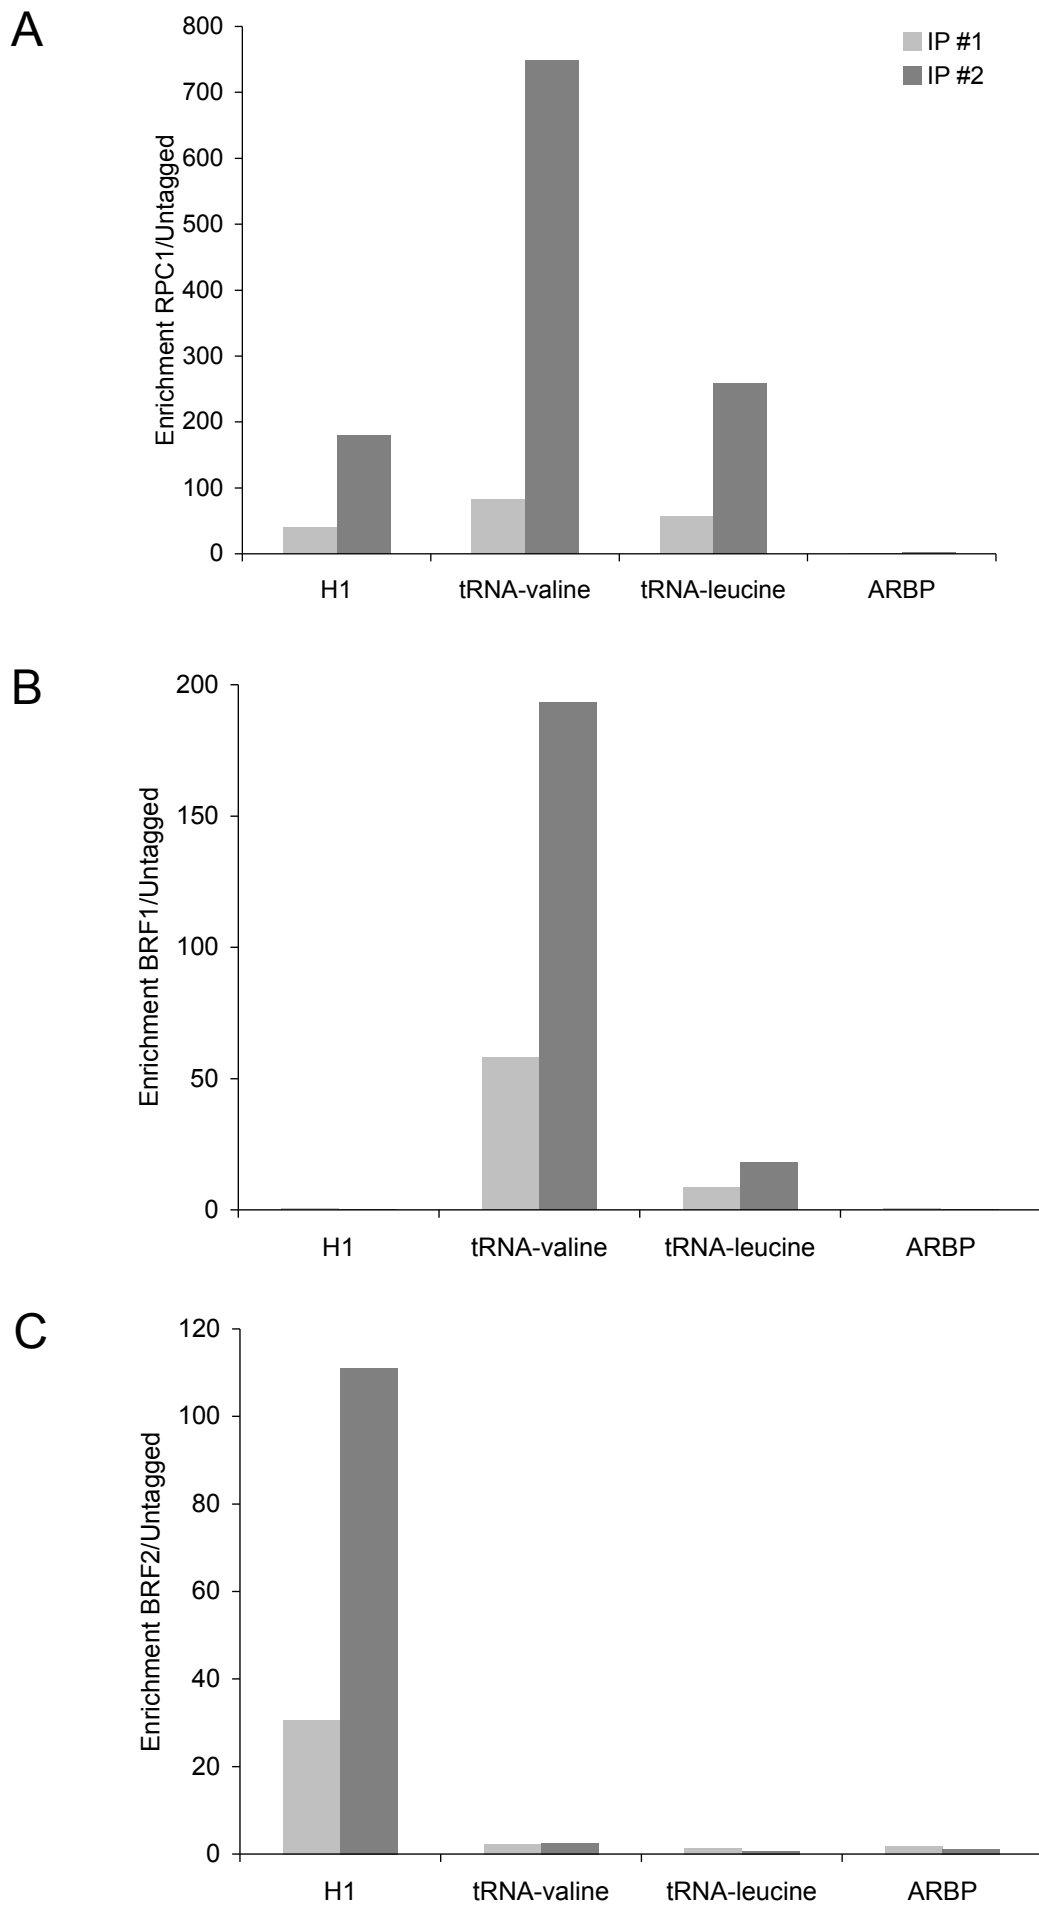 A
Enrichment RPC1/Untagged
800
700
600
500
400
300
200
100
0
IP #1
IP #2
H1 tRNA-valine tRNA-leucine ARBP
B
Enrichment BRF1/Untagged
200
150
100
50
0
H1 tRNA-valine tRNA-leucine ARBP
C
Enrichment BRF2/Untagged
120
100
80
60
40
20
0
H1 tRNA-valine tRNA-leucine ARBP